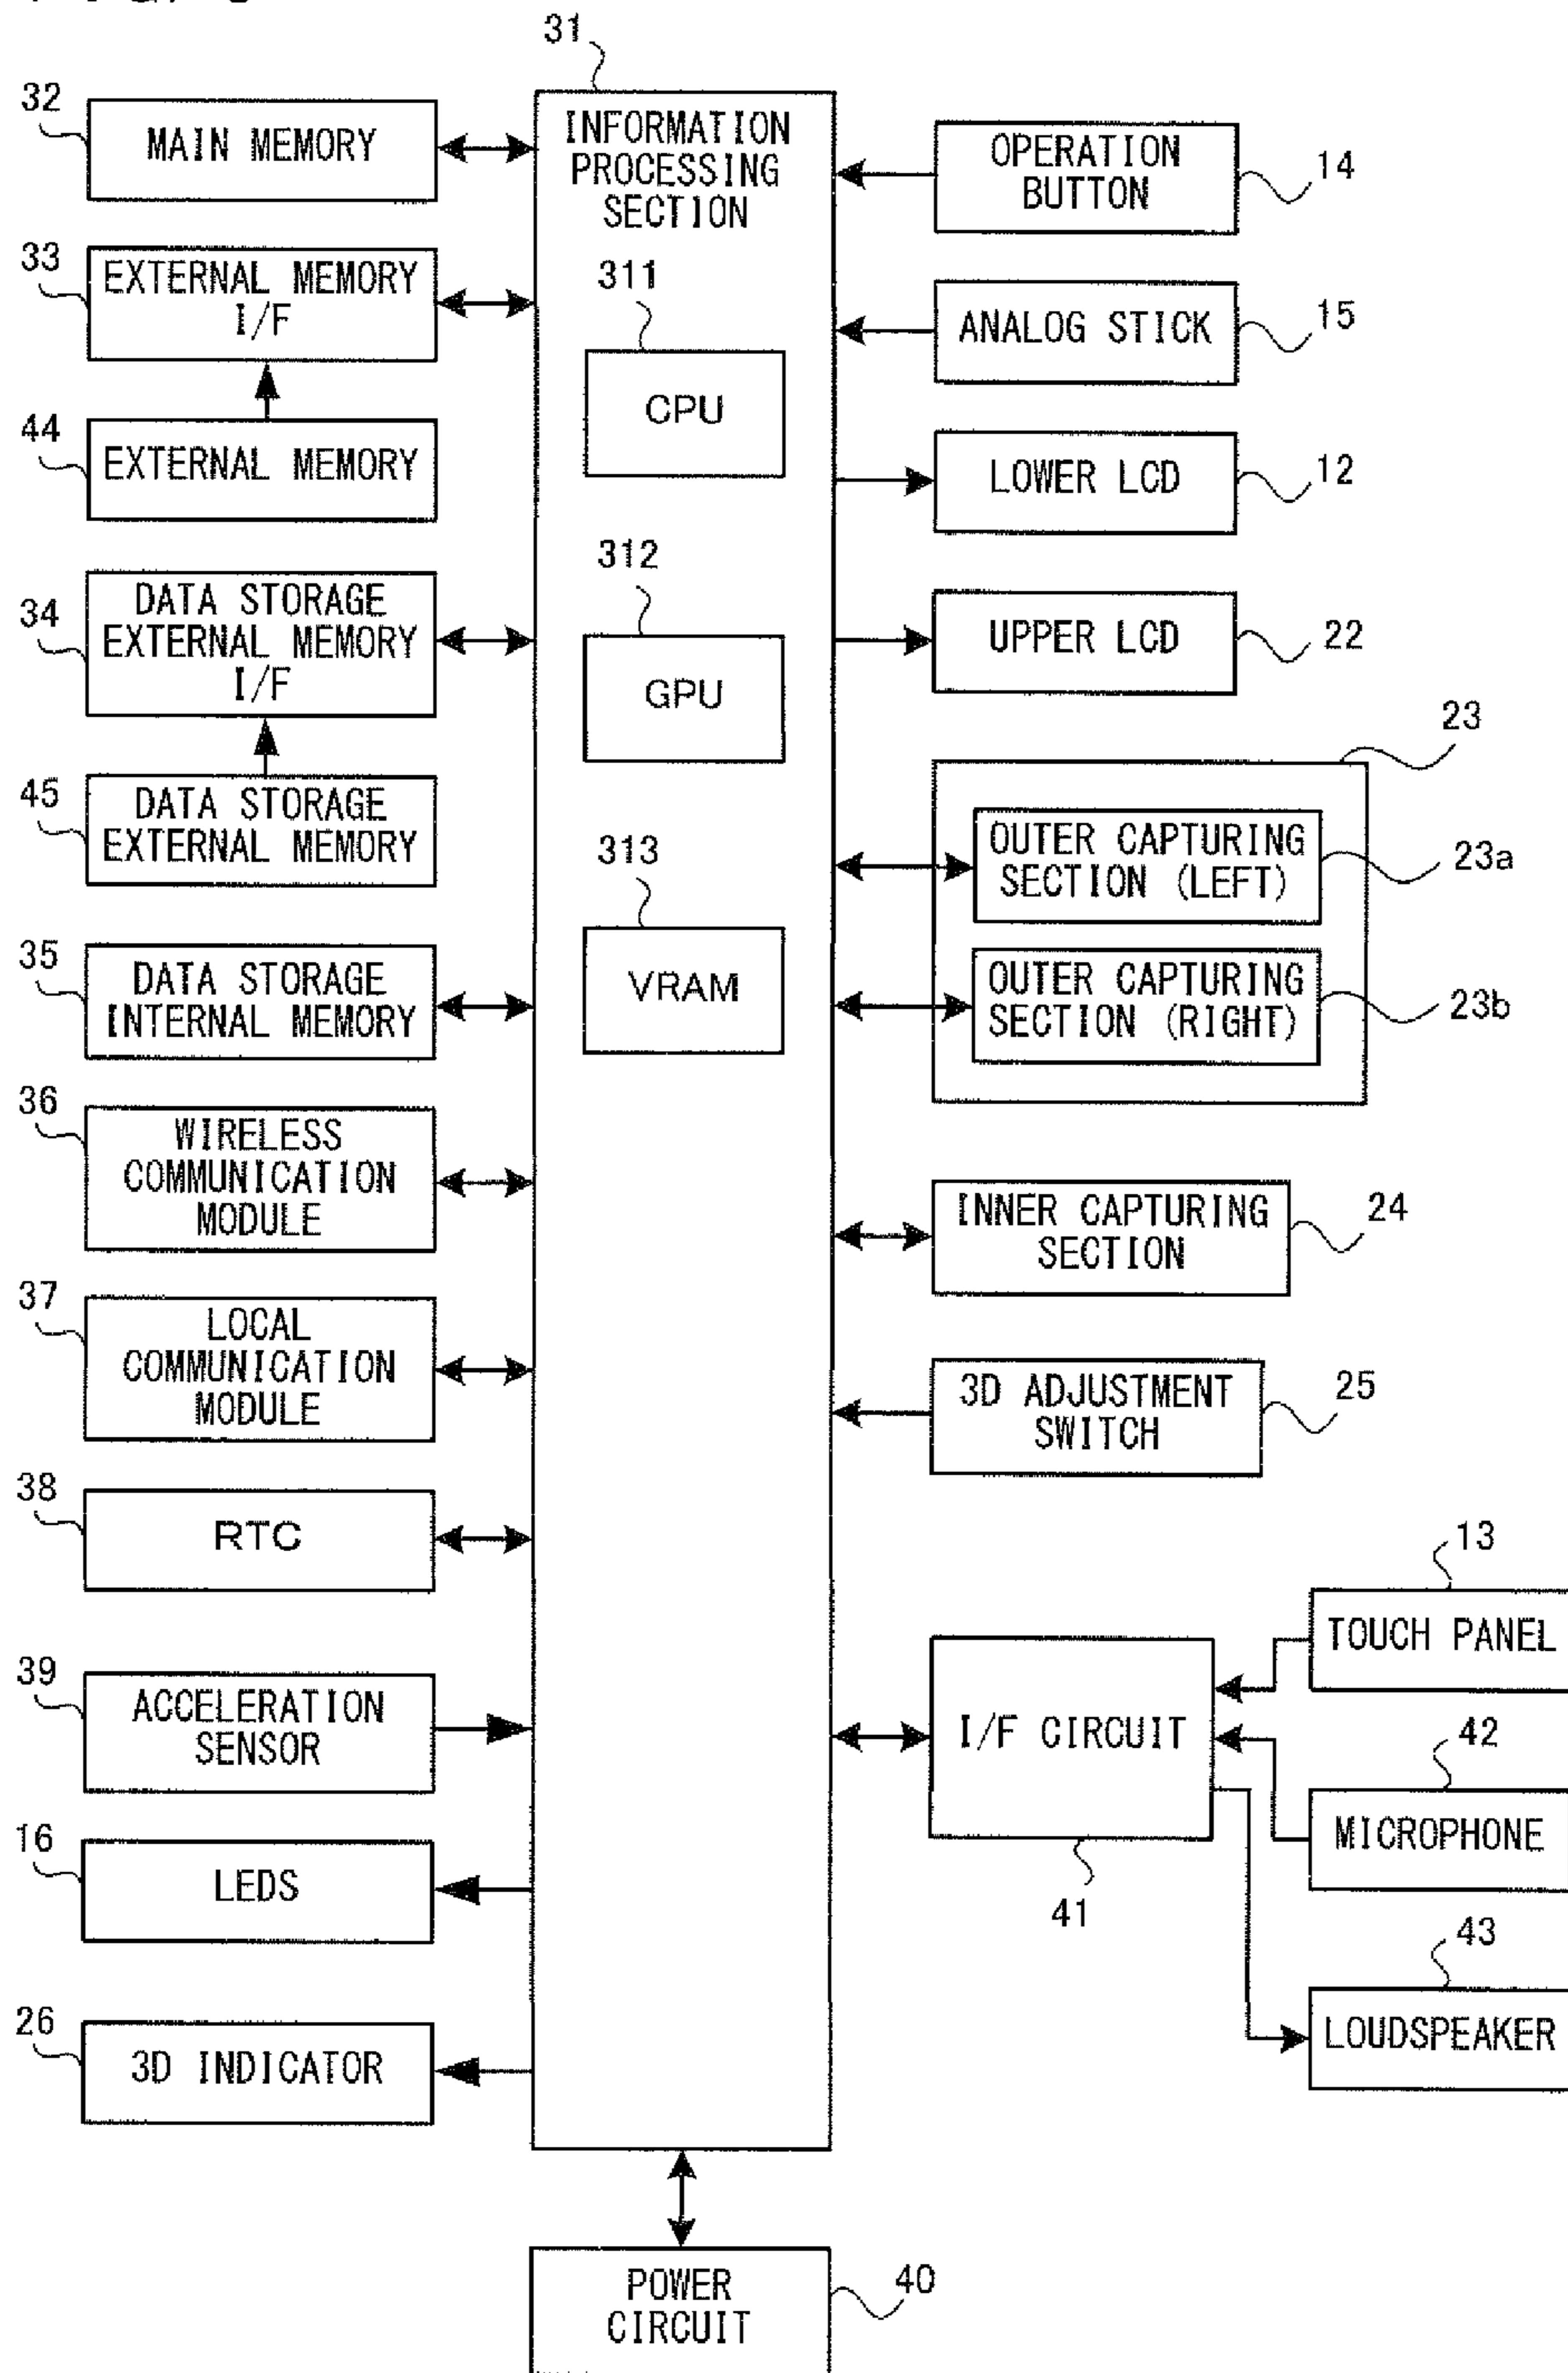 31
INFORMATION
PROCESSING
SECTION
32
MAIN MEMORY
33
EXTERNAL MEMORY
I/F
44
EXTERNAL MEMORY
34
DATA STORAGE
EXTERNAL MEMORY
I/F
45
DATA STORAGE
EXTERNAL MEMORY
35
DATA STORAGE
INTERNAL MEMORY
36
WIRELESS
COMMUNICATION
MODULE
37
LOCAL
COMMUNICATION
MODULE
38
RTC
39
ACCELERATION
SENSOR
16
LEDS
26
3D INDICATOR
311
CPU
312
GPU
313
VRAM
OPERATION
BUTTON
14
ANALOG STICK
15
LOWER LCD
12
UPPER LCD
22
23
OUTER CAPTURING
SECTION (LEFT)
23a
OUTER CAPTURING
SECTION (RIGHT)
23b
INNER CAPTURING
SECTION
24
3D ADJUSTMENT
SWITCH
25
13
TOUCH PANEL
I/F CIRCUIT
41
42
MICROPHONE
43
LOUDSPEAKER
POWER
CIRCUIT
40